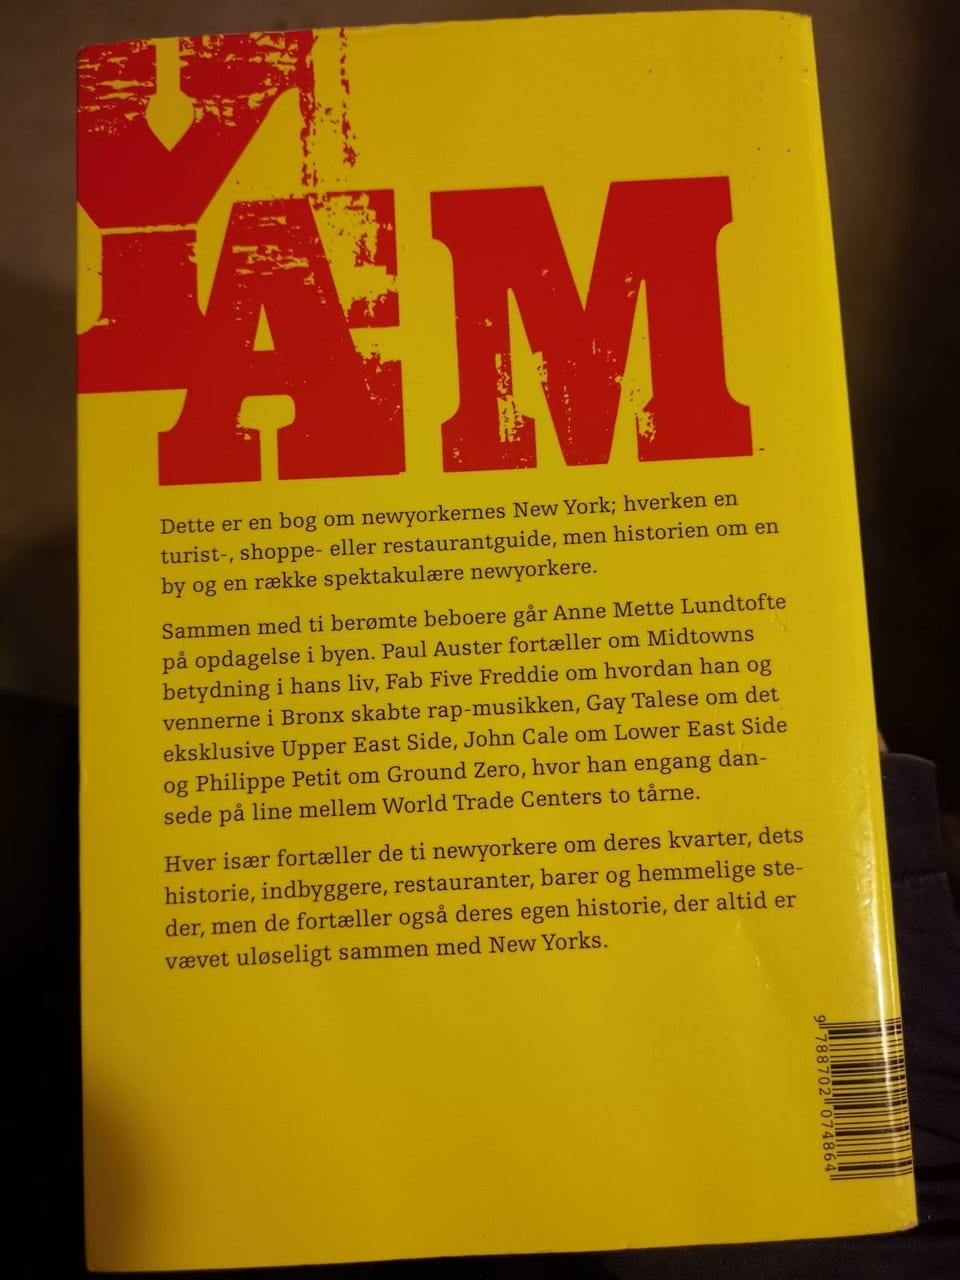 AM
Dette er en bog om newyorkernes New York; hverken en
turist-, shoppe- eller restaurantguide, men historien om en
by og en række spektakulære newyorkere.
Sammen med ti berømte beboere går Anne Mette Lundtofte
på opdagelse i byen. Paul Auster fortæller om Midtowns
betydning i hans liv, Fab Five Freddie om hvordan han og
vennerne i Bronx skabte rap-musikken, Gay Talese om det
eksklusive Upper East Side, John Cale om Lower East Side
og Philippe Petit om Ground Zero, hvor han engang dan-
sede på line mellem World Trade Centers to tårne.
Hver især fortæller de ti newyorkere om deres kvarter, dets
historie, indbyggere, restauranter, barer og hemmelige ste-
der, men de fortæller også deres egen historie, der altid er
vævet uløseligt sammen med New Yorks.
9 788702 074864